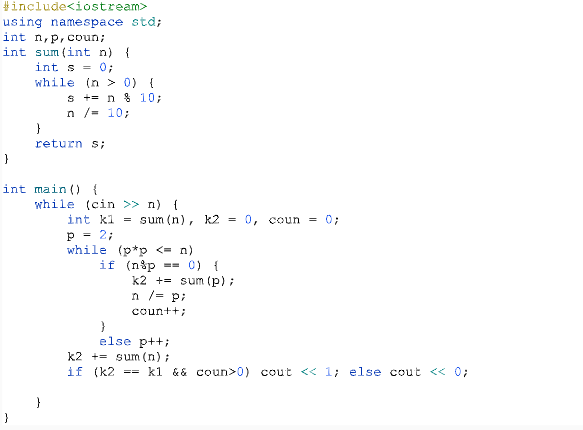 #include<iostream>
using namespace std;
int n,p,coun;
int sum(int n) {
    int s = 0;
    while (n > 0) {
        s += n % 10;
        n /= 10;
    }
    return s;
}

int main() {
    while (cin >> n) {
        int k1 = sum(n), k2 = 0, coun = 0;
        p = 2;
        while (p*p <= n)
            if (n%p == 0) {
                k2 += sum(p);
                n /= p;
                coun++;
            }
            else p++;
        k2 += sum(n);
        if (k2 == k1 && coun>0) cout << 1; else cout << 0;

    }
}